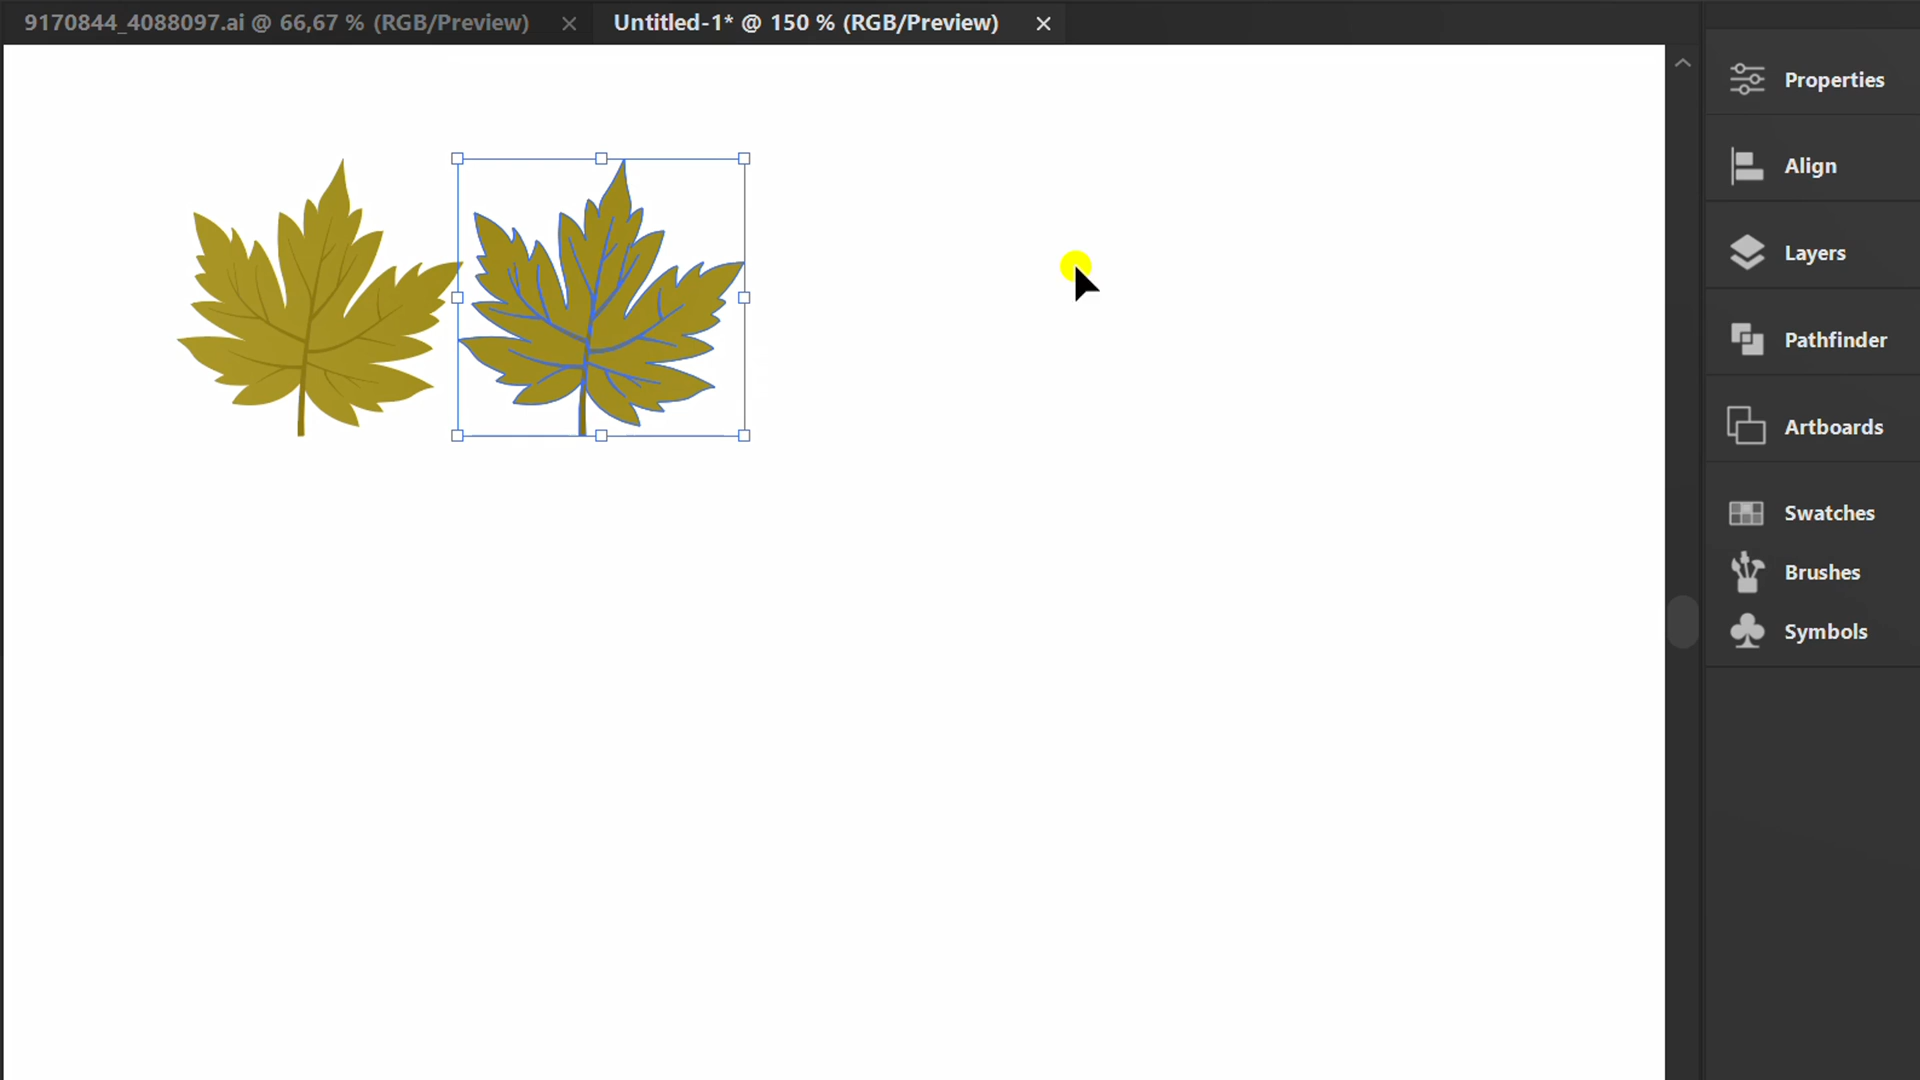 9170844_4088097.ai @ 66,67 % (RGB/Preview)
Untitled-1* @ 150 % (RGB/Preview)
Properties
Align
Layers
Pathfinder
Artboards
Swatches
Brushes
Symbols